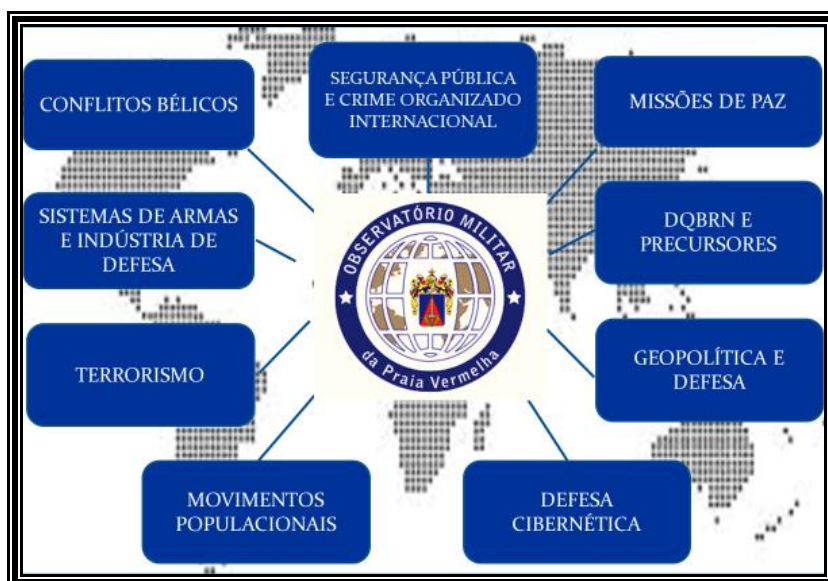 CONFLITOS BÉLICOS
SEGURANÇA PÚBLICA
E CRIME ORGANIZADO
INTERNACIONAL
MISSÕES DE PAZ
SISTEMAS DE ARMAS
E INDÚSTRIA DE
DEFESA
OBSERVATÓRIO MILITAR
da Praia Vermelha
DQBRN E
PRECURSORES
TERRORISMO
GEOPOLÍTICA E
DEFESA
MOVIMENTOS
POPULACIONAIS
DEFESA
CIBERNÉTICA